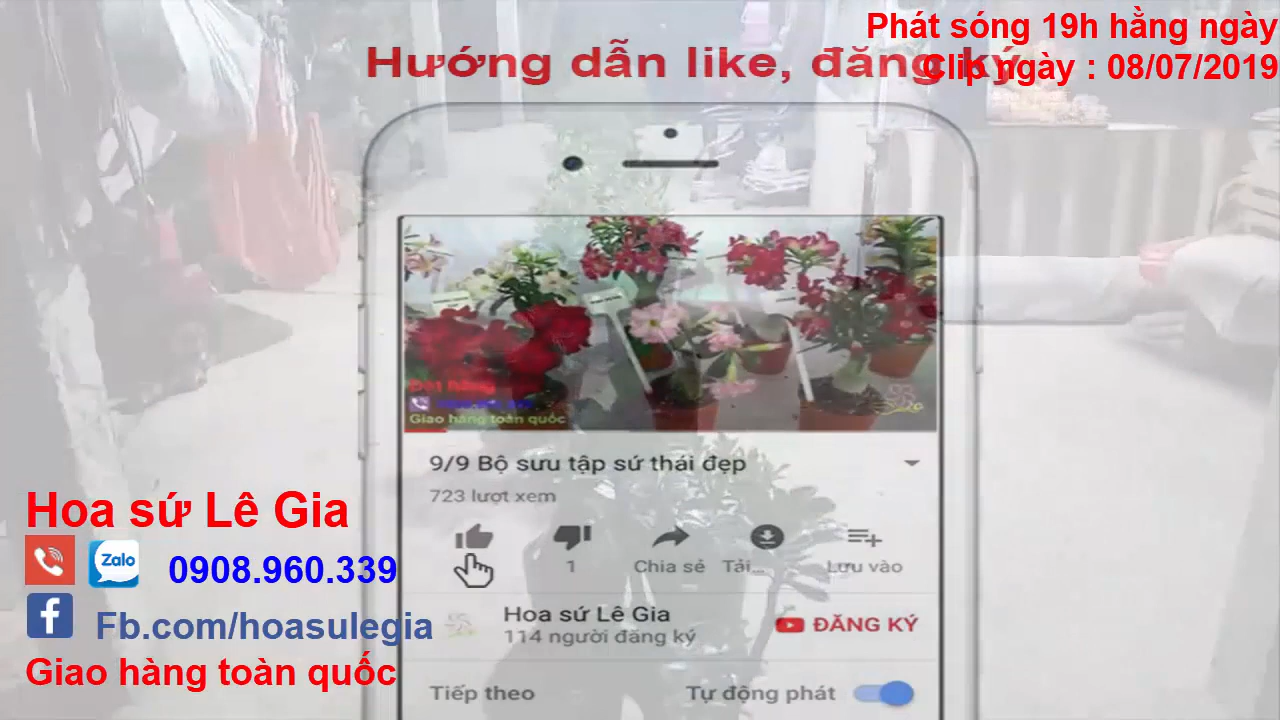 Phát sóng 19h hằng ngày
Hướng dẫn like, đăng ký
Clip ngày : 08/07/2019
Đặt hàng
Giao hàng toàn quốc
9/9 Bộ sưu tập sứ thái đẹp
723 lượt xem
1 Chia sẻ Tải... Lưu vào
Hoa sứ Lê Gia
114 người đăng ký
ĐĂNG KÝ
Tiếp theo Tự động phát
Hoa sứ Lê Gia
Zalo 0908.960.339
Fb.com/hoasulegia
Giao hàng toàn quốc